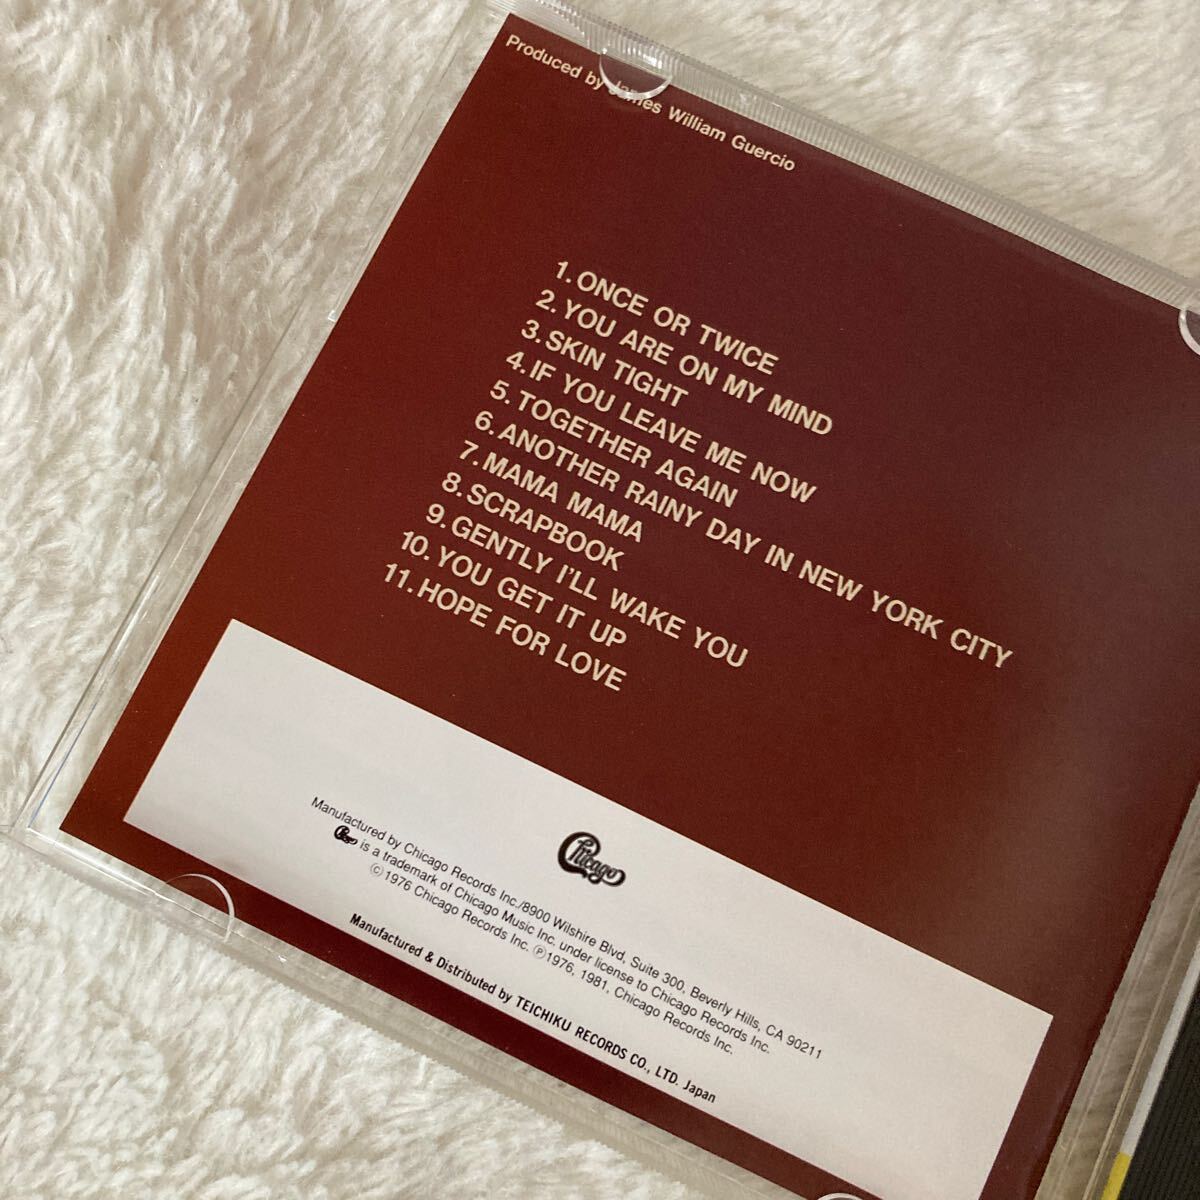 Produced by James William Guercio
1. ONCE OR TWICE
2. YOU ARE ON MY MIND
3. SKIN TIGHT
4. IF YOU LEAVE ME NOW
5. TOGETHER AGAIN
6. ANOTHER RAINY DAY IN NEW YORK CITY
7. MAMA MAMA
8. SCRAPBOOK
9. GENTLY I'LL WAKE YOU
10. YOU GET IT UP
11. HOPE FOR LOVE
Chicago
Manufactured by Chicago Records Inc./8900 Wilshire Blvd, Suite 300, Beverly Hills, CA 90211
Chicago is a trademark of Chicago Music Inc. under license to Chicago Records Inc.
© 1976 Chicago Records Inc. ℗1976, 1981, Chicago Records Inc.
Manufactured & Distributed by TEICHIKU RECORDS CO., LTD. Japan